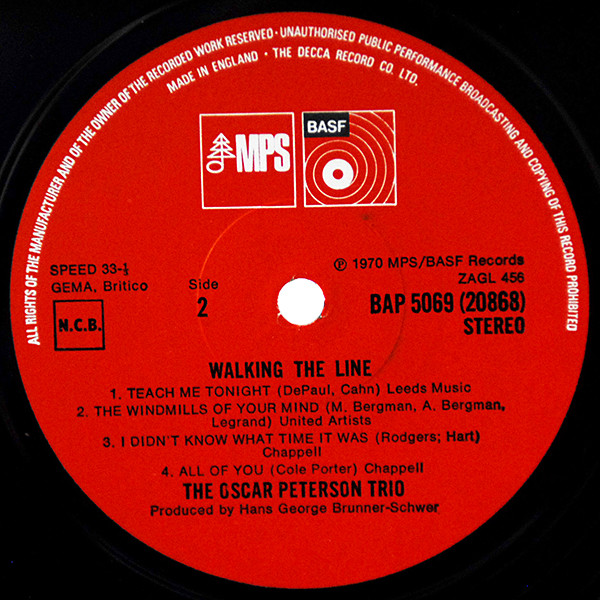 ALL RIGHTS OF THE MANUFACTURER AND OF THE OWNER OF THE RECORDED WORK RESERVED · UNAUTHORISED PUBLIC PERFORMANCE BROADCASTING AND COPYING OF THIS RECORD PROHIBITED
MADE IN ENGLAND · THE DECCA RECORD CO. LTD.
MPS
BASF
SPEED 33-⅓
GEMA, Britico
N.C.B.
Side
2
℗ 1970 MPS/BASF Records
ZAGL 456
BAP 5069 (20868)
STEREO
WALKING THE LINE
1. TEACH ME TONIGHT (DePaul, Cahn) Leeds Music
2. THE WINDMILLS OF YOUR MIND (M. Bergman, A. Bergman,
Legrand) United Artists
3. I DIDN'T KNOW WHAT TIME IT WAS (Rodgers; Hart)
Chappell
4. ALL OF YOU (Cole Porter) Chappell
THE OSCAR PETERSON TRIO
Produced by Hans George Brunner-Schwer